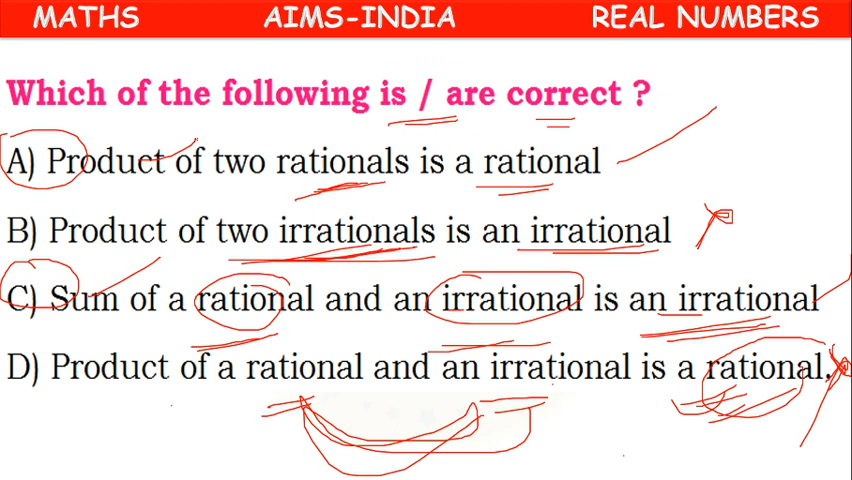 MATHS AIMS-INDIA REAL NUMBERS
Which of the following is / are correct ?
A) Product of two rationals is a rational
B) Product of two irrationals is an irrational
C) Sum of a rational and an irrational is an irrational
D) Product of a rational and an irrational is a rational.